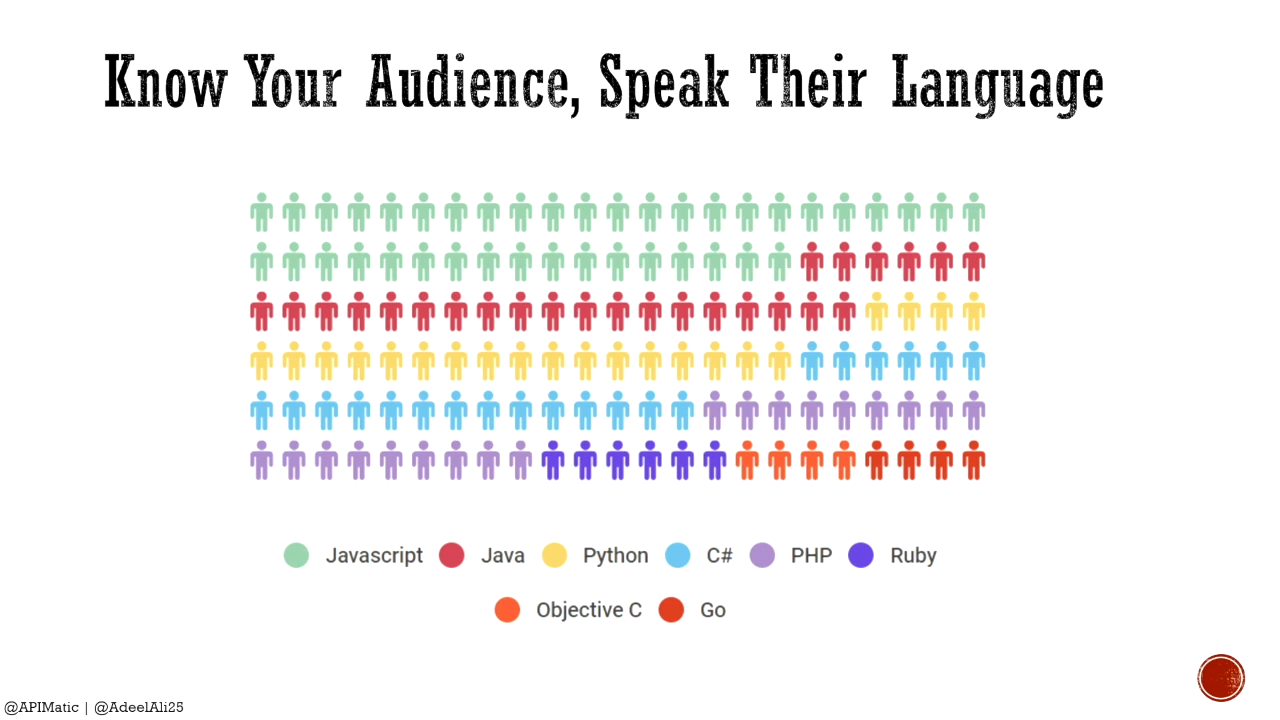 Know Your Audience, Speak Their Language
Javascript Java Python C# PHP Ruby
Objective C Go
@APIMatic | @AdeelAli25